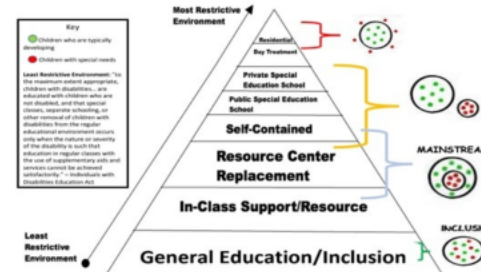 Most Restrictive
Environment
Key
Children who are typically
developing
Children with special needs
Least Restrictive Environment: "to
the maximum extent appropriate,
children with disabilities... are
educated with children who are
not disabled, and that special
classes, separate schooling, or
other removal of children with
disabilities from the regular
educational environment occurs
only when the nature or severity
of the disability is such that
education in regular classes with
the use of supplementary aids and
services cannot be achieved
satisfactorily." – Individuals with
Disabilities Education Act
Residential
Day Treatment
Private Special
Education School
Public Special Education
School
Self-Contained
Resource Center
Replacement
In-Class Support/Resource
General Education/Inclusion
Least
Restrictive
Environment
MAINSTREA
INCLUS